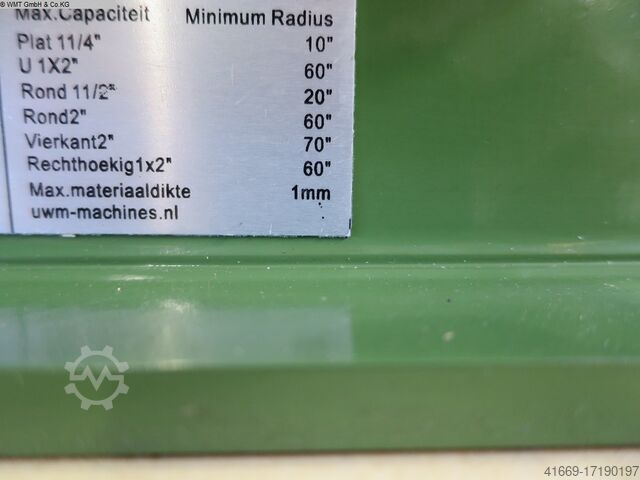 © WMT GmbH & Co.KG
Max.Capaciteit Minimum Radius
Plat 11/4" 10"
U 1X2" 60"
Rond 11/2" 20"
Rond2" 60"
Vierkant2" 70"
Rechthoekig1x2" 60"
Max.materiaaldikte 1mm
uwm-machines.nl
41669-17190197